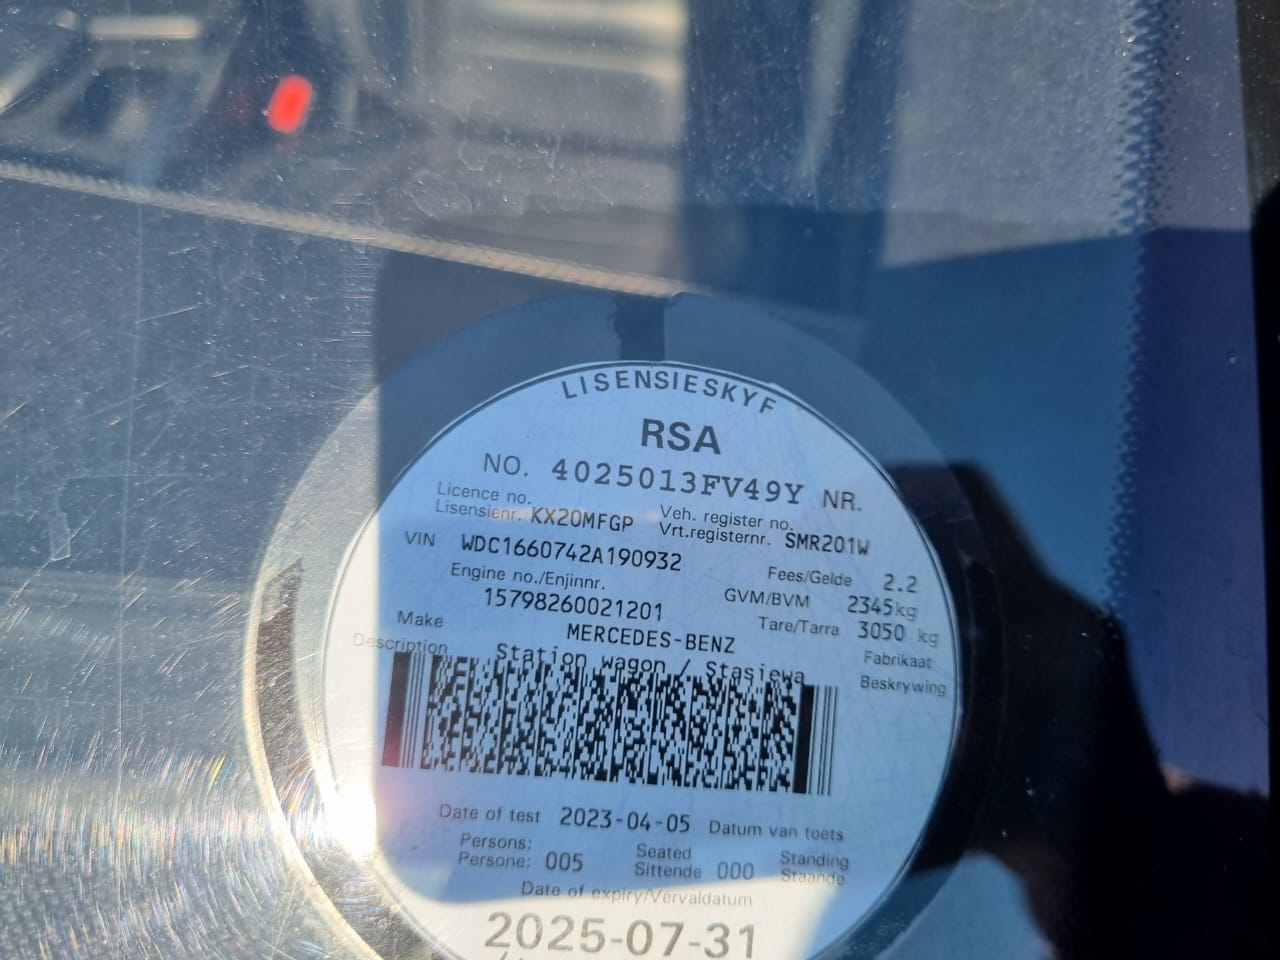 LISENSIESKYF
RSA
NO. 4025013FV49Y NR.
Licence no.
Lisensienr. KX20MFGP
Veh. register no.
Vrt.registernr. SMR201W
VIN WDC1660742A190932
Fees/Gelde 2.2
Engine no./Enjinnr.
15798260021201
GVM/BVM 2345kg
Tare/Tarra 3050 kg
Make MERCEDES-BENZ Fabrikaat
Description Station wagon / Stasiewa Beskrywing
Date of test 2023-04-05 Datum van toets
Persons:
Persone: 005
Seated
Sittende 000
Standing
Staande
Date of expiry/Vervaldatum
2025-07-31